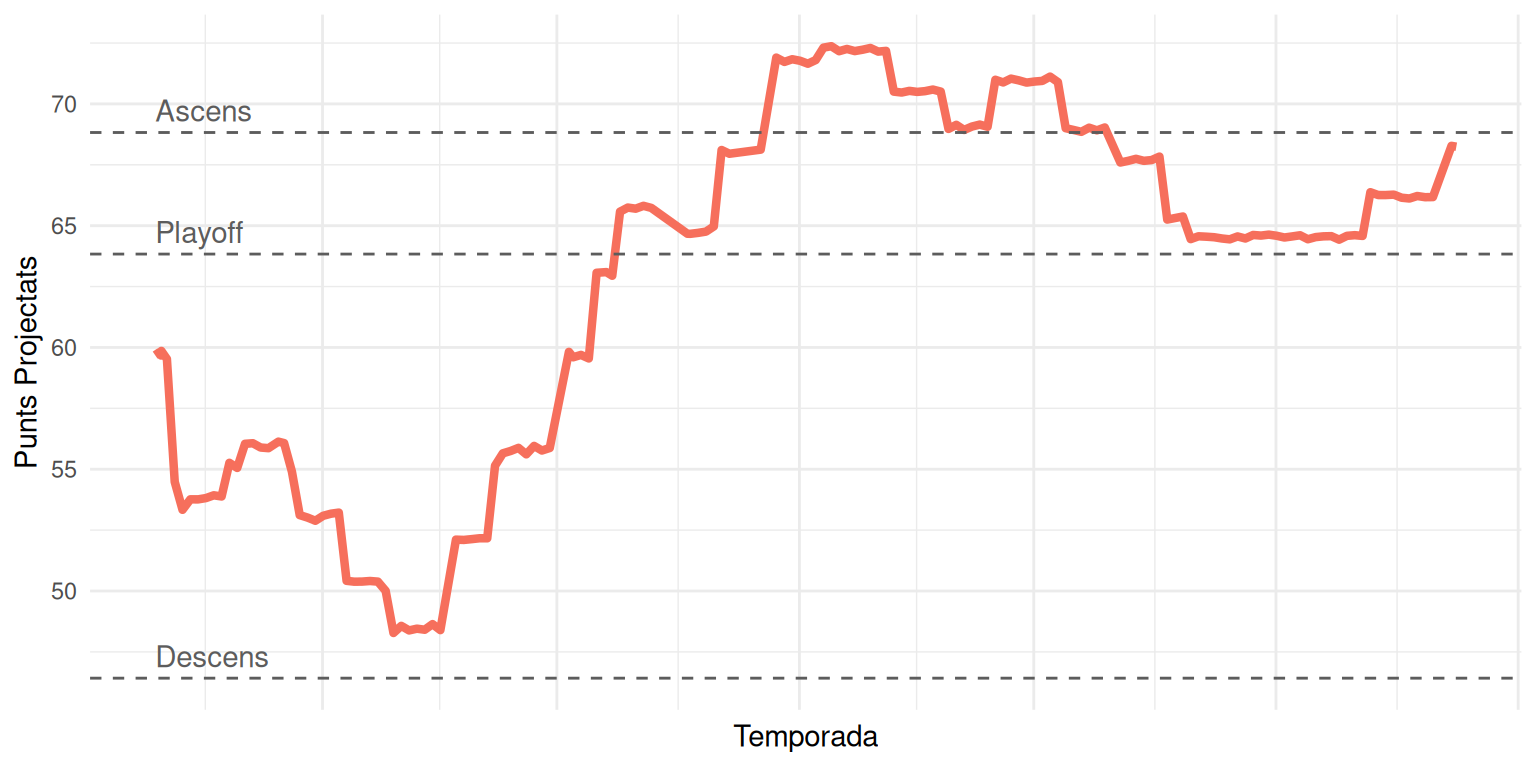 70
Ascens
65
Playoff
60
55
50
Descens
Punts Projectats
Temporada